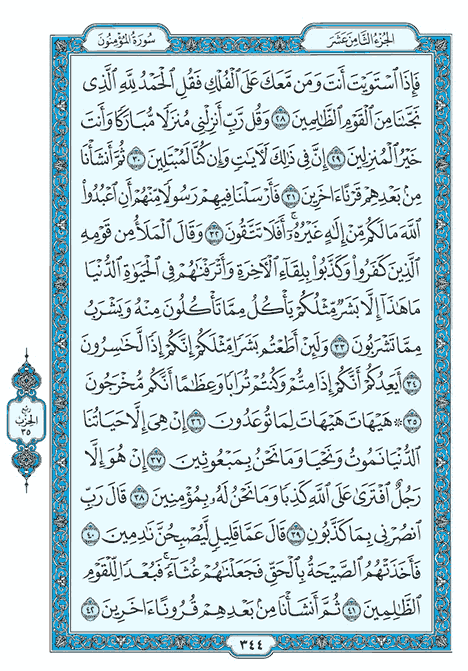 الجزء الثامن عشر
سورة المؤمنون
فَإِذَا ٱسْتَوَيْتَ أَنتَ وَمَن مَّعَكَ عَلَى ٱلْفُلْكِ فَقُلِ ٱلْحَمْدُ لِلَّهِ ٱلَّذِى
نَجَّىٰنَا مِنَ ٱلْقَوْمِ ٱلظَّـٰلِمِينَ ٢٨ وَقُل رَّبِّ أَنزِلْنِى مُنزَلًا مُّبَارَكًا وَأَنتَ
خَيْرُ ٱلْمُنزِلِينَ ٢٩ إِنَّ فِى ذَٰلِكَ لَـَٔايَـٰتٍ وَإِن كُنَّا لَمُبْتَلِينَ ٣٠ ثُمَّ أَنشَأْنَا
مِنۢ بَعْدِهِمْ قَرْنًا ءَاخَرِينَ ٣١ فَأَرْسَلْنَا فِيهِمْ رَسُولًا مِّنْهُمْ أَنِ ٱعْبُدُوا۟
ٱللَّهَ مَا لَكُم مِّنْ إِلَـٰهٍ غَيْرُهُۥٓ ۖ أَفَلَا تَتَّقُونَ ٣٢ وَقَالَ ٱلْمَلَأُ مِن قَوْمِهِ
ٱلَّذِينَ كَفَرُوا۟ وَكَذَّبُوا۟ بِلِقَآءِ ٱلْـَٔاخِرَةِ وَأَتْرَفْنَـٰهُمْ فِى ٱلْحَيَوٰةِ ٱلدُّنْيَا
مَا هَـٰذَآ إِلَّا بَشَرٌ مِّثْلُكُمْ يَأْكُلُ مِمَّا تَأْكُلُونَ مِنْهُ وَيَشْرَبُ
مِمَّا تَشْرَبُونَ ٣٣ وَلَئِنْ أَطَعْتُم بَشَرًا مِّثْلَكُمْ إِنَّكُمْ إِذًا لَّخَـٰسِرُونَ
٣٤ أَيَعِدُكُمْ أَنَّكُمْ إِذَا مِتُّمْ وَكُنتُمْ تُرَابًا وَعِظَـٰمًا أَنَّكُم مُّخْرَجُونَ
٣٥ ۞ هَيْهَاتَ هَيْهَاتَ لِمَا تُوعَدُونَ ٣٦ إِنْ هِىَ إِلَّا حَيَاتُنَا
ٱلدُّنْيَا نَمُوتُ وَنَحْيَا وَمَا نَحْنُ بِمَبْعُوثِينَ ٣٧ إِنْ هُوَ إِلَّا
رَجُلٌ ٱفْتَرَىٰ عَلَى ٱللَّهِ كَذِبًا وَمَا نَحْنُ لَهُۥ بِمُؤْمِنِينَ ٣٨ قَالَ رَبِّ
ٱنصُرْنِى بِمَا كَذَّبُونِ ٣٩ قَالَ عَمَّا قَلِيلٍ لَّيُصْبِحُنَّ نَـٰدِمِينَ ٤٠
فَأَخَذَتْهُمُ ٱلصَّيْحَةُ بِٱلْحَقِّ فَجَعَلْنَـٰهُمْ غُثَآءً ۚ فَبُعْدًا لِّلْقَوْمِ
ٱلظَّـٰلِمِينَ ٤١ ثُمَّ أَنشَأْنَا مِنۢ بَعْدِهِمْ قُرُونًا ءَاخَرِينَ ٤٢
ربع
الحزب
٣٥
٣٤٤